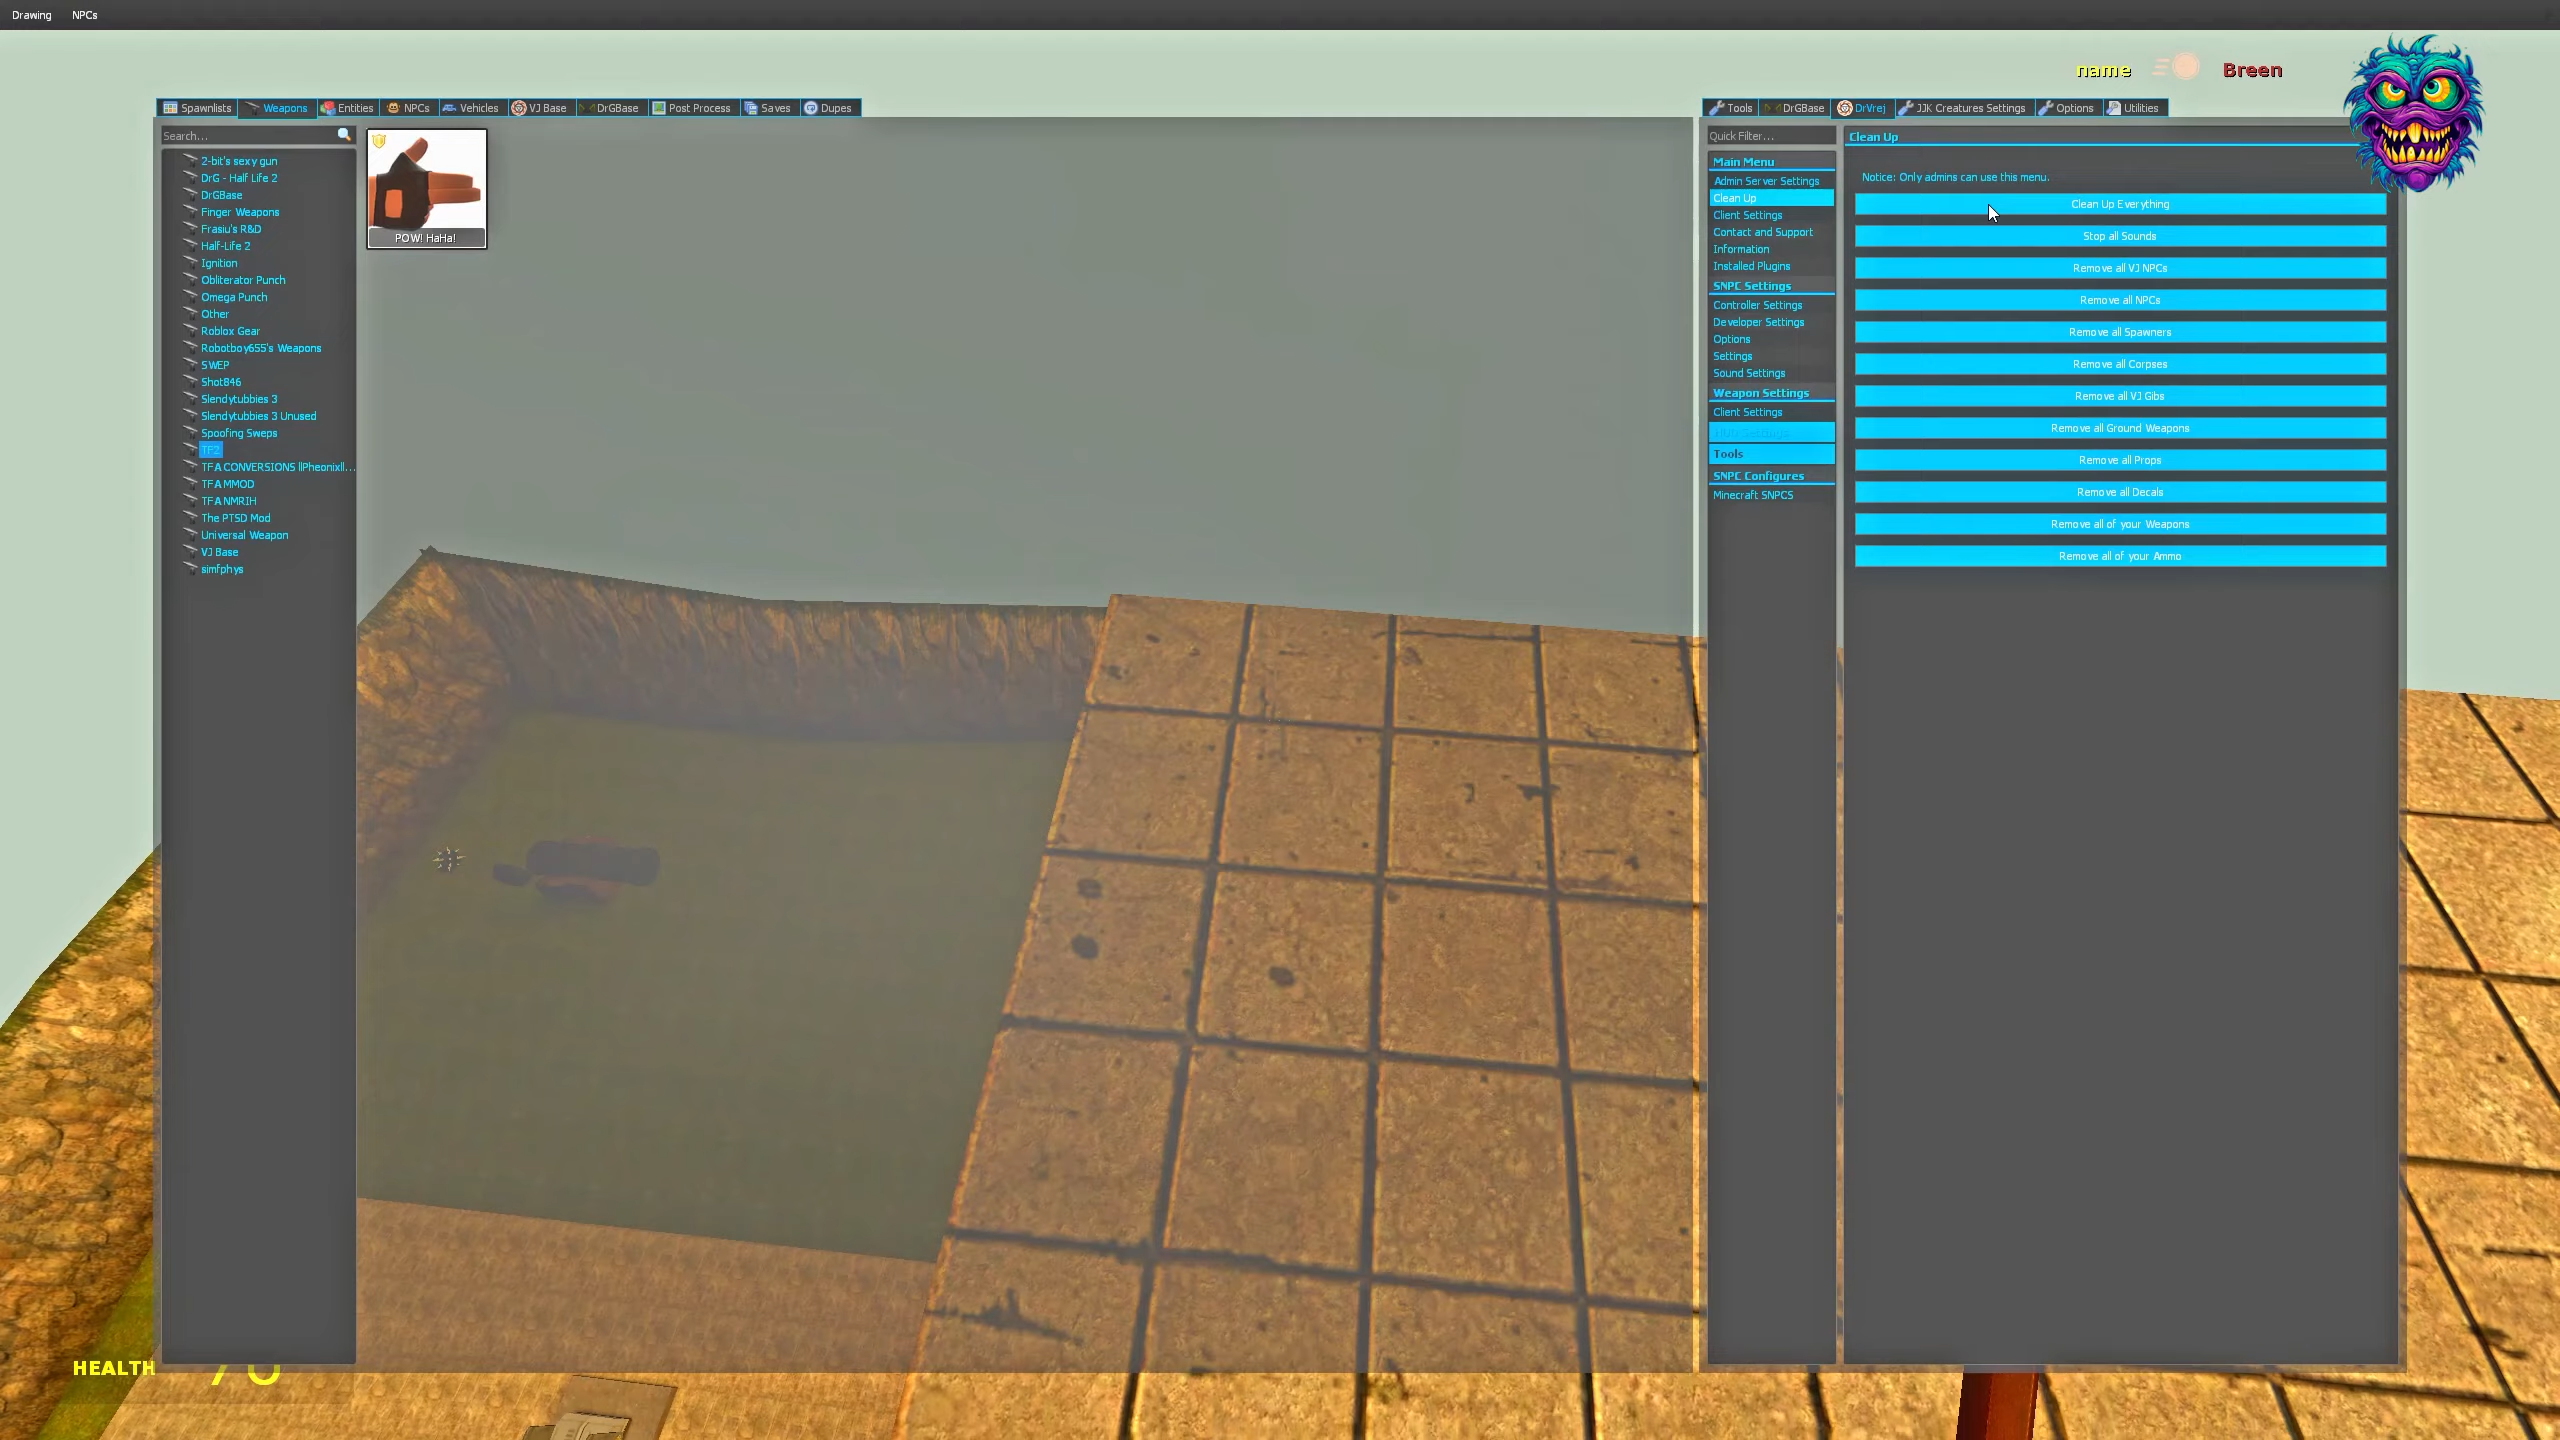 Drawing NPCs
name Breen
Spawnlists Weapons Entities NPCs Vehicles VJ Base DrGBase Post Process Saves Dupes
Search...
2-bit's sexy gun
DrG - Half Life 2
DrGBase
Finger Weapons
Frasiu's R&D
Half-Life 2
Ignition
Obliterator Punch
Omega Punch
Other
Roblox Gear
Robotboy655's Weapons
SWEP
Shot846
Slendytubbies 3
Slendytubbies 3 Unused
Spoofing Sweps
TF2
TFA CONVERSIONS ||Pheonix||...
TFA MMOD
TFA NMRIH
The PTSD Mod
Universal Weapon
VJ Base
simfphys
POW! HaHa!
Tools DrGBase DrVrej JJK Creatures Settings Options Utilities
Quick Filter...
Main Menu
Admin Server Settings
Clean Up
Client Settings
Contact and Support
Information
Installed Plugins
SNPC Settings
Controller Settings
Developer Settings
Options
Settings
Sound Settings
Weapon Settings
Client Settings
Tools
SNPC Configures
Minecraft SNPCS
Clean Up
Notice: Only admins can use this menu.
Clean Up Everything
Stop all Sounds
Remove all VJ NPCs
Remove all NPCs
Remove all Spawners
Remove all Corpses
Remove all VJ Gibs
Remove all Ground Weapons
Remove all Props
Remove all Decals
Remove all of your Weapons
Remove all of your Ammo
HEALTH